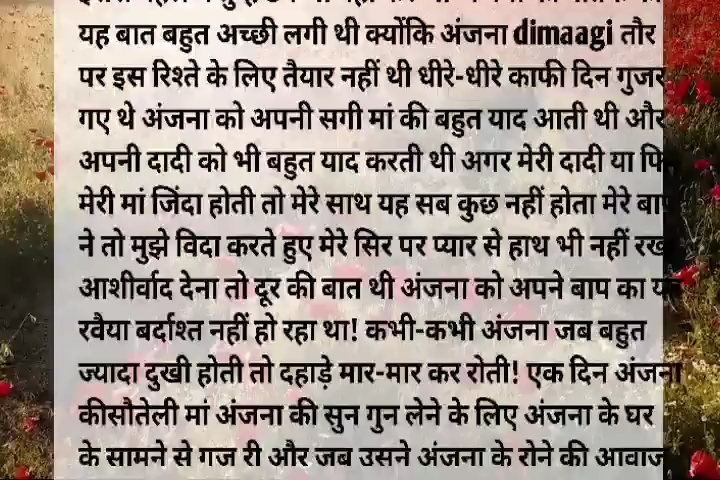 यह बात बहुत अच्छी लगी थी क्योंकि अंजना dimaagi तौर
पर इस रिश्ते के लिए तैयार नहीं थी धीरे-धीरे काफी दिन गुजर
गए थे अंजना को अपनी सगी मां की बहुत याद आती थी और
अपनी दादी को भी बहुत याद करती थी अगर मेरी दादी या
मेरी मां जिंदा होती तो मेरे साथ यह सब कुछ नहीं होता मेरे बाप
ने तो मुझे विदा करते हुए मेरे सिर पर प्यार से हाथ भी नहीं
आशीर्वाद देना तो दूर की बात थी अंजना को अपने बाप का
रवैया बर्दाश्त नहीं हो रहा था! कभी-कभी अंजना जब बहुत
ज्यादा दुखी होती तो दहाड़े मार-मार कर रोती! एक दिन अंजना
कीसौतेली मां अंजना की सुन गुन लेने के लिए अंजना के घर
के सामने से गुज री और जब उसने अंजना के रोने की आवाज